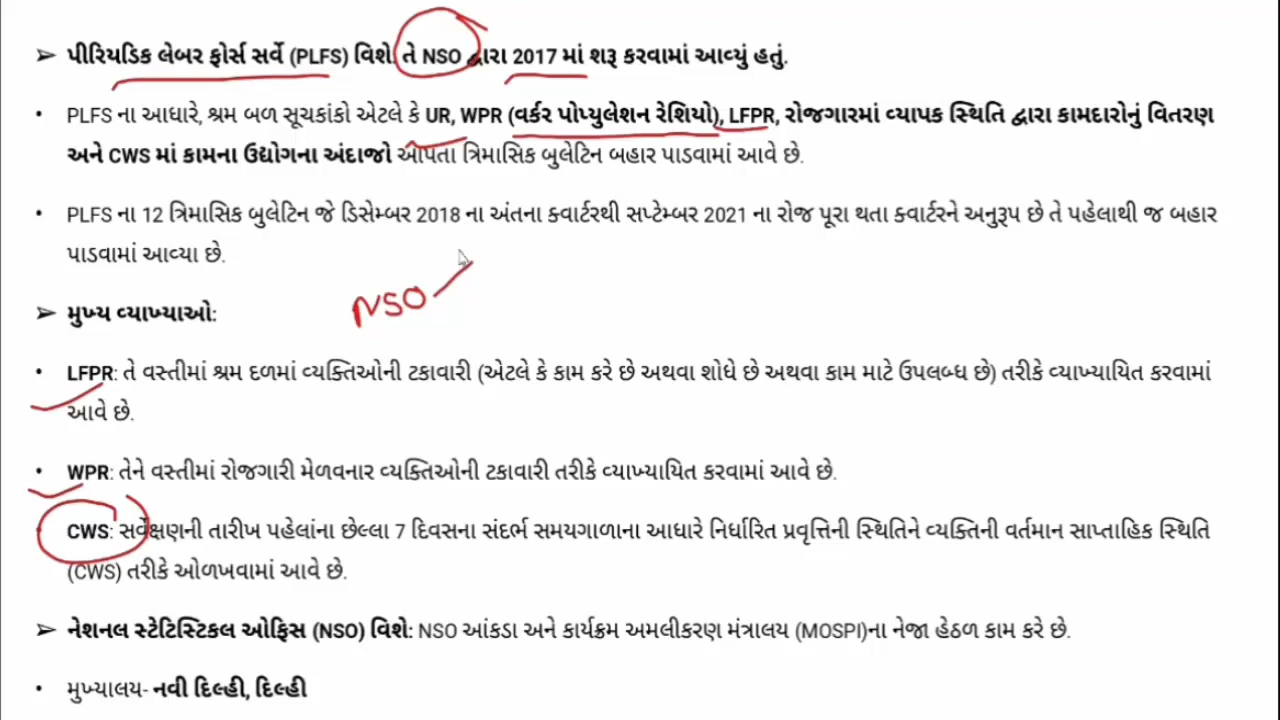 ➢ પીરિયડિક લેબર ફોર્સ સર્વે (PLFS) વિશે: તે NSO દ્વારા 2017 માં શરૂ કરવામાં આવ્યું હતું.
• PLFS ના આધારે, શ્રમ બળ સૂચકાંકો એટલે કે UR, WPR (વર્કર પોપ્યુલેશન રેશિયો), LFPR, રોજગારમાં વ્યાપક સ્થિતિ દ્વારા કામદારોનું વિતરણ
અને CWS માં કામના ઉદ્યોગના અંદાજો આપતા ત્રિમાસિક બુલેટિન બહાર પાડવામાં આવે છે.
• PLFS ના 12 ત્રિમાસિક બુલેટિન જે ડિસેમ્બર 2018 ના અંતના ક્વાર્ટરથી સપ્ટેમ્બર 2021 ના રોજ પૂરા થતા ક્વાર્ટરને અનુરૂપ છે તે પહેલાથી જ બહાર
પાડવામાં આવ્યા છે.
NSO
➢ મુખ્ય વ્યાખ્યાઓ:
• LFPR: તે વસ્તીમાં શ્રમ દળમાં વ્યક્તિઓની ટકાવારી (એટલે કે કામ કરે છે અથવા શોધે છે અથવા કામ માટે ઉપલબ્ધ છે) તરીકે વ્યાખ્યાયિત કરવામાં
આવે છે.
• WPR: તેને વસ્તીમાં રોજગારી મેળવનાર વ્યક્તિઓની ટકાવારી તરીકે વ્યાખ્યાયિત કરવામાં આવે છે.
• CWS: સર્વેક્ષણની તારીખ પહેલાંના છેલ્લા 7 દિવસના સંદર્ભ સમયગાળાના આધારે નિર્ધારિત પ્રવૃત્તિની સ્થિતિને વ્યક્તિની વર્તમાન સાપ્તાહિક સ્થિતિ
(CWS) તરીકે ઓળખવામાં આવે છે.
➢ નેશનલ સ્ટેટિસ્ટિકલ ઓફિસ (NSO) વિશે: NSO આંકડા અને કાર્યક્રમ અમલીકરણ મંત્રાલય (MOSPI)ના નેજા હેઠળ કામ કરે છે.
• મુખ્યાલય- નવી દિલ્હી, દિલ્હી